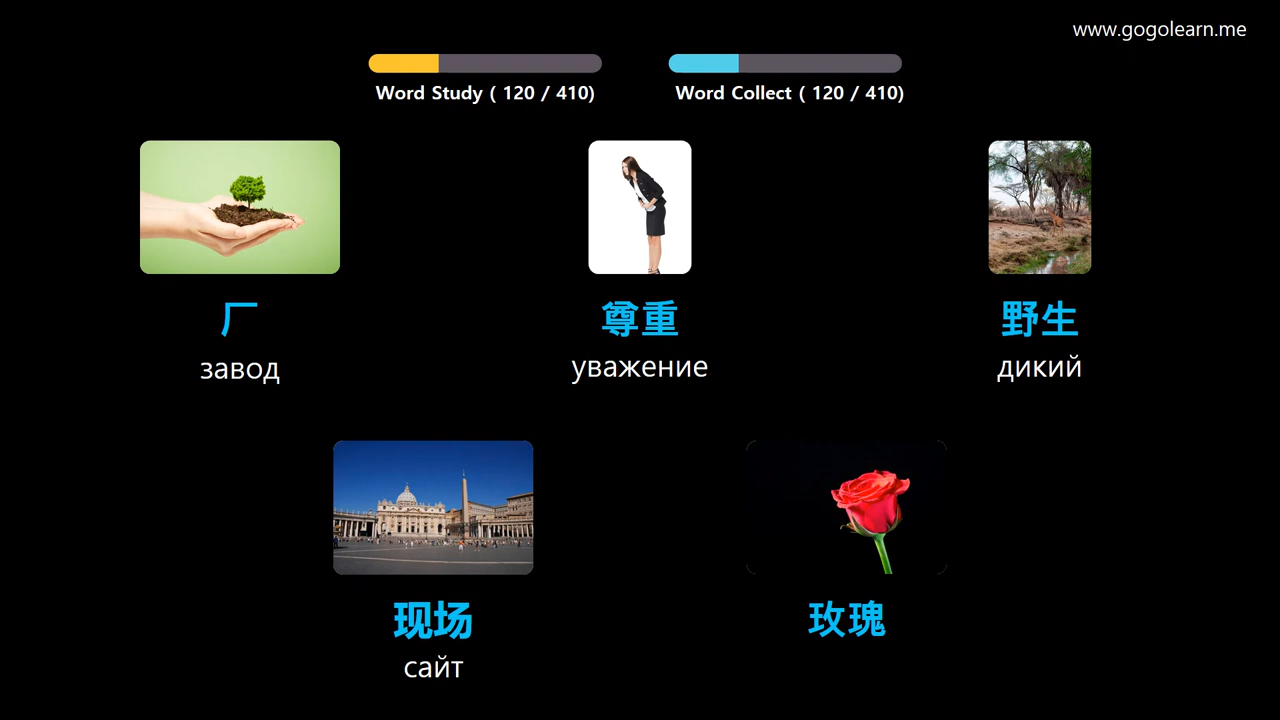 www.gogolearn.me
Word Study ( 120 / 410)
Word Collect ( 120 / 410)
厂
завод
尊重
уважение
野生
дикий
现场
сайт
玫瑰